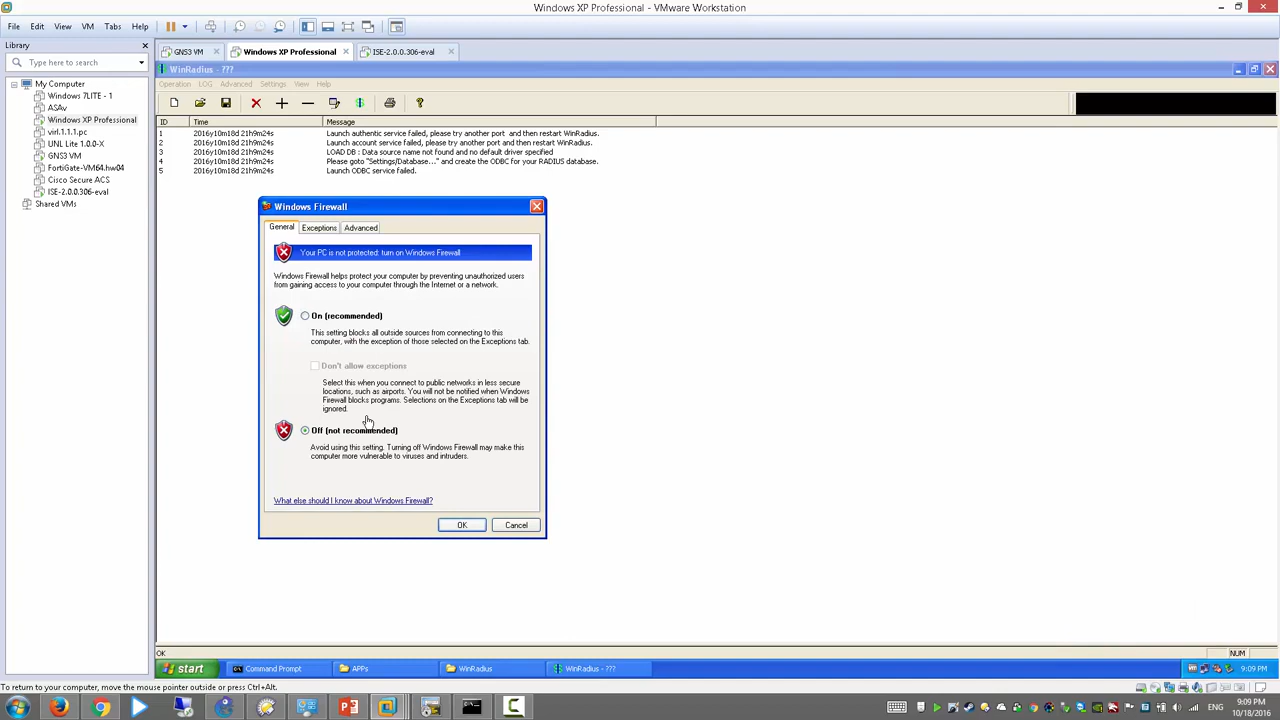 Windows XP Professional - VMware Workstation
File Edit View VM Tabs Help
Library
Type here to search
My Computer
Windows 7LITE - 1
ASAv
Windows XP Professional
virl.1.1.1.pc
UNL Lite 1.0.0-X
GNS3 VM
FortiGate-VM64.hw04
Cisco Secure ACS
ISE-2.0.0.306-eval
Shared VMs
GNS3 VM Windows XP Professional ISE-2.0.0.306-eval
WinRadius - ???
Operation LOG Advanced Settings View Help
ID Time Message
1 2016y10m18d 21h9m24s Launch authentic service failed, please try another port and then restart WinRadius.
2 2016y10m18d 21h9m24s Launch account service failed, please try another port and then restart WinRadius.
3 2016y10m18d 21h9m24s LOAD DB : Data source name not found and no default driver specified
4 2016y10m18d 21h9m24s Please goto "Settings/Database..." and create the ODBC for your RADIUS database.
5 2016y10m18d 21h9m24s Launch ODBC service failed.
Windows Firewall
General Exceptions Advanced
Your PC is not protected: turn on Windows Firewall
Windows Firewall helps protect your computer by preventing unauthorized users
from gaining access to your computer through the Internet or a network.
On (recommended)
This setting blocks all outside sources from connecting to this
computer, with the exception of those selected on the Exceptions tab.
Don't allow exceptions
Select this when you connect to public networks in less secure
locations, such as airports. You will not be notified when Windows
Firewall blocks programs. Selections on the Exceptions tab will be
ignored.
Off (not recommended)
Avoid using this setting. Turning off Windows Firewall may make this
computer more vulnerable to viruses and intruders.
What else should I know about Windows Firewall?
OK Cancel
OK NUM
start Command Prompt APPs WinRadius WinRadius - ??? 9:09 PM
To return to your computer, move the mouse pointer outside or press Ctrl+Alt.
ENG 9:09 PM
10/18/2016